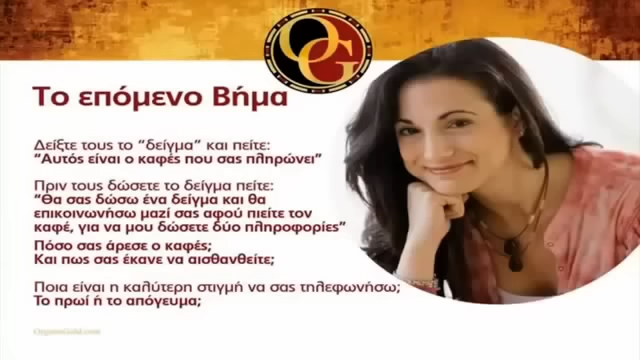 OG
Το επόμενο Βήμα
Δείξτε τους το “δείγμα” και πείτε:
“Αυτός είναι ο καφές που σας πληρώνει”
Πριν τους δώσετε το δείγμα πείτε:
“Θα σας δώσω ένα δείγμα και θα
επικοινωνήσω μαζί σας αφού πιείτε τον
καφέ, για να μου δώσετε δύο πληροφορίες”
Πόσο σας άρεσε ο καφές;
Και πως σας έκανε να αισθανθείτε;
Ποια είναι η καλύτερη στιγμή να σας τηλεφωνήσω;
Το πρωί ή το απόγευμα;
OrganoGold.com